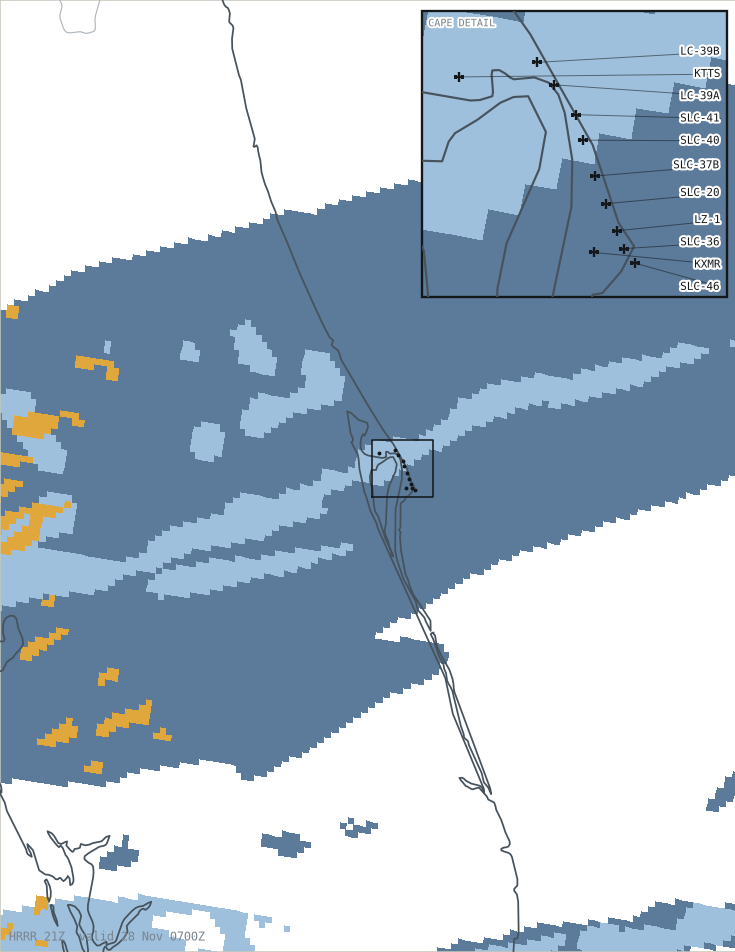 CAPE DETAIL
LC-39B
KTTS
LC-39A
SLC-41
SLC-40
SLC-37B
SLC-20
LZ-1
SLC-36
KXMR
SLC-46
HRRR 21Z valid 28 Nov 0700Z